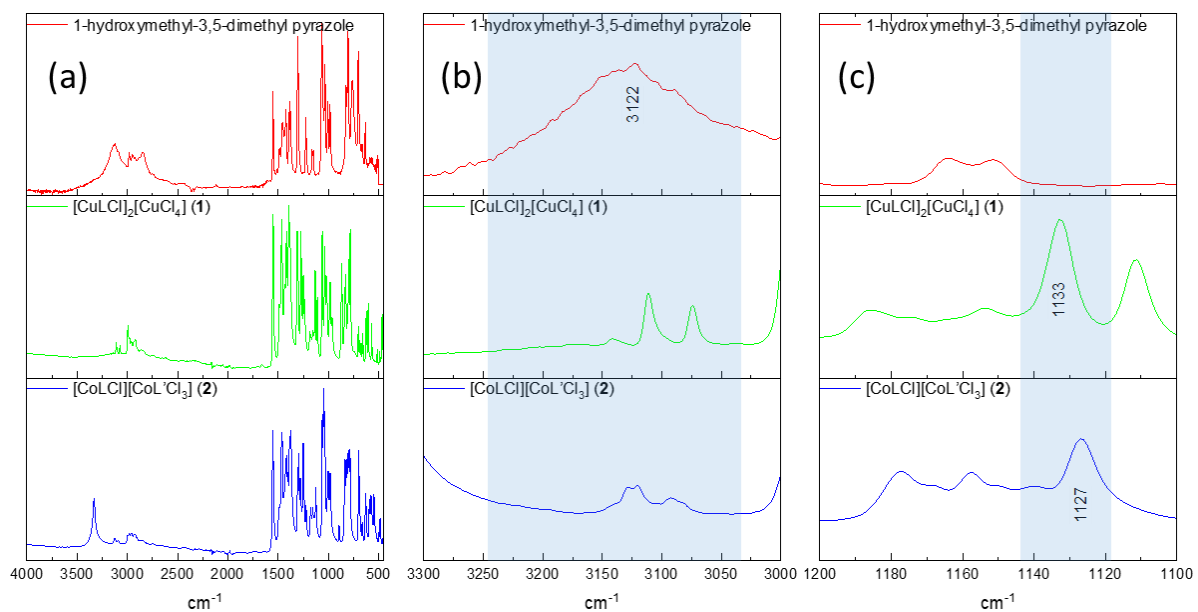 1-hydroxymethyl-3,5-dimethyl pyrazole
(a)
[CuLCl]₂[CuCl₄] (1)
[CoLCl][CoL'Cl₃] (2)
4000 3500 3000 2500 2000 1500 1000 500
cm⁻¹
1-hydroxymethyl-3,5-dimethyl pyrazole
(b)
3122
[CuLCl]₂[CuCl₄] (1)
[CoLCl][CoL'Cl₃] (2)
3300 3250 3200 3150 3100 3050 3000
cm⁻¹
1-hydroxymethyl-3,5-dimethyl pyrazole
(c)
[CuLCl]₂[CuCl₄] (1)
1133
[CoLCl][CoL'Cl₃] (2)
1127
1200 1180 1160 1140 1120 1100
cm⁻¹